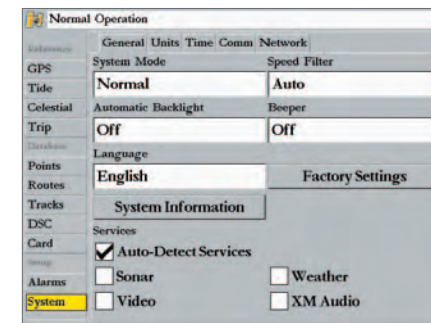 Normal Operation
General Units Time Comm Network
Reference
GPS
Tide
Celestial
Trip
Database
Points
Routes
Tracks
DSC
Card
Setup
Alarms
System
System Mode Speed Filter
Normal Auto
Automatic Backlight Beeper
Off Off
Language
English Factory Settings
System Information
Services
Auto-Detect Services
Sonar Weather
Video XM Audio